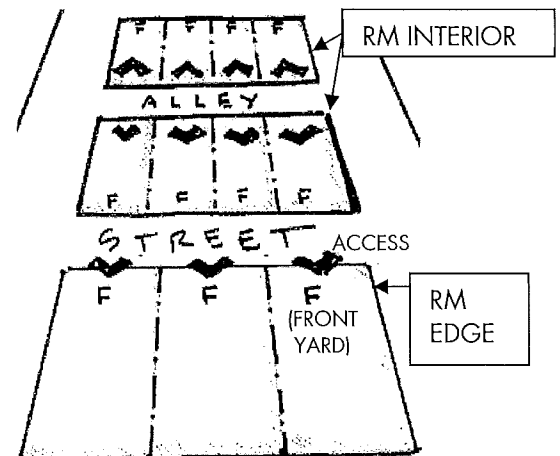 F F F F
RM INTERIOR
ALLEY
F F F F
STREET
ACCESS
F F F
(FRONT
YARD)
RM
EDGE